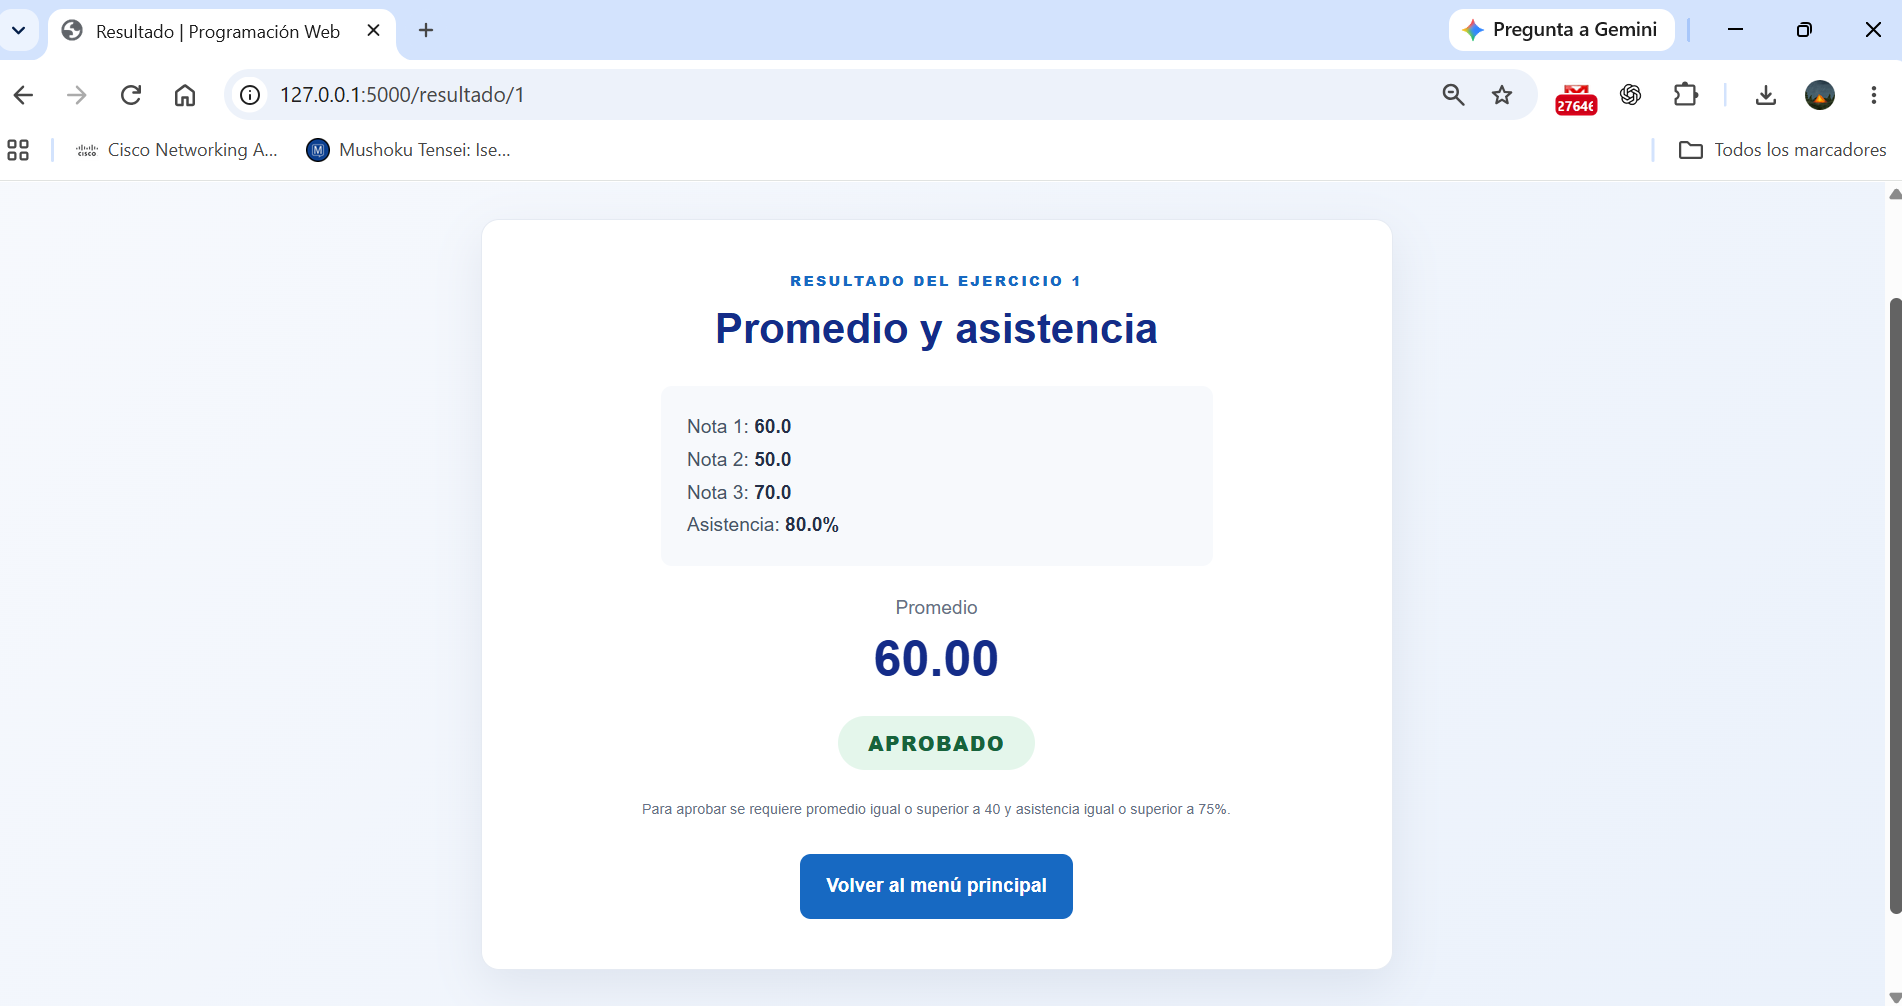 Resultado | Programación Web
Pregunta a Gemini
127.0.0.1:5000/resultado/1
27646
Cisco Networking A...
Mushoku Tensei: Ise...
Todos los marcadores
RESULTADO DEL EJERCICIO 1
Promedio y asistencia
Nota 1: 60.0
Nota 2: 50.0
Nota 3: 70.0
Asistencia: 80.0%
Promedio
60.00
APROBADO
Para aprobar se requiere promedio igual o superior a 40 y asistencia igual o superior a 75%.
Volver al menú principal